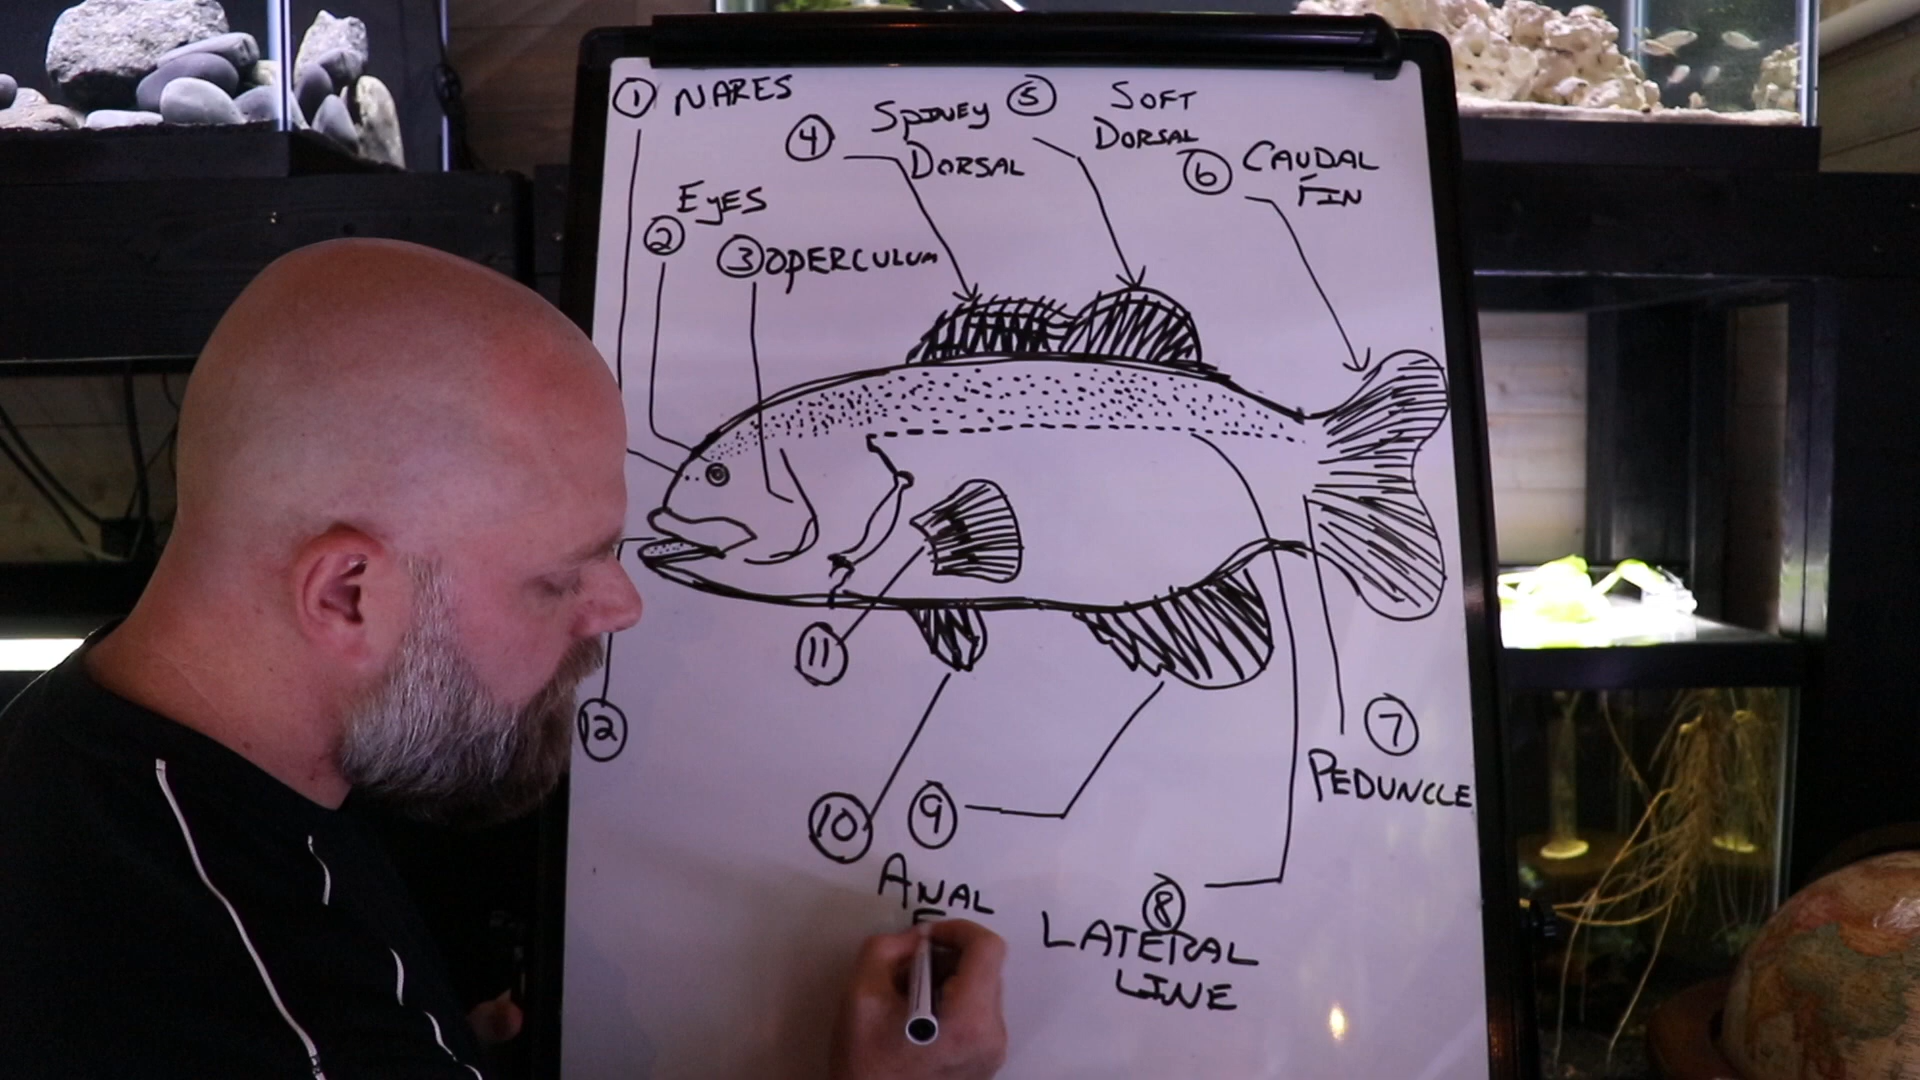 1 NARES
4 SPINEY
DORSAL
5 SOFT
DORSAL
6 CAUDAL
FIN
EyES
2
3 OPERCULUM
11
12
7
PEDUNCLE
10
9
ANAL
F
8
LATERAL
LINE